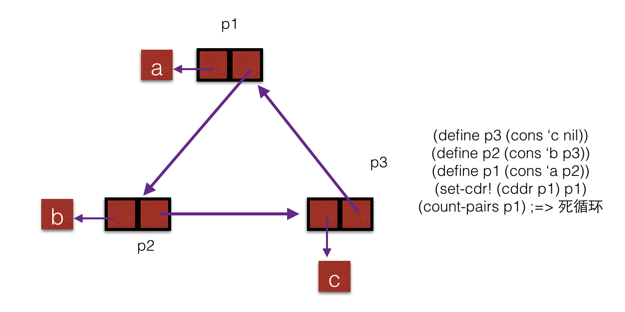 p1
a
p3
b
p2
c
(define p3 (cons ‘c nil))
(define p2 (cons ‘b p3))
(define p1 (cons ‘a p2))
(set-cdr! (cddr p1) p1)
(count-pairs p1) ;=> 死循环